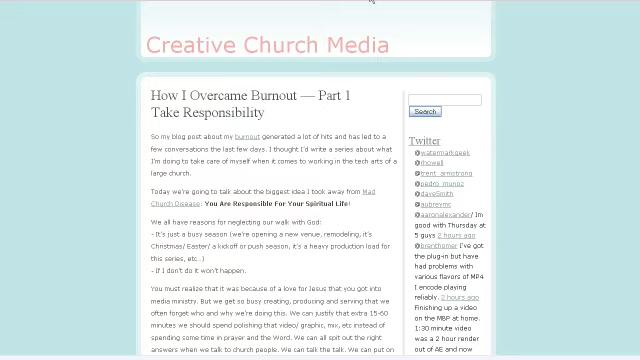 Creative Church Media
How I Overcame Burnout — Part 1
Take Responsibility
So my blog post about my burnout generated a lot of hits and has led to a
few conversations the last few days. I thought I'd write a series about what
I'm doing to take care of myself when it comes to working in the tech arts of a
large church.
Today we're going to talk about the biggest idea I took away from Mad
Church Disease: You Are Responsible For Your Spiritual Life!
We all have reasons for neglecting our walk with God:
- It's just a busy season (we're opening a new venue, remodeling, it's
Christmas/ Easter/ a kickoff or push season, it's a heavy production load for
this series, etc..)
- If I don't do it won't happen.
You must realize that it was because of a love for Jesus that you got into
media ministry. But we get so busy creating, producing and serving that we
often forget who and why we're doing this. We can justify that extra 15-60
minutes we should spend polishing that video/ graphic, mix, etc instead of
spending some time in prayer and the Word. We can all spit out the right
answers when we talk to church people. We can talk the talk. We can put on
Search
Twitter
@watermarkgeek
@rhowell
@trent_armstrong
@pedro_munoz
@daveSmith
@aubreymc
@aaronalexander/ Im
good with Thursday at
5 guys 2 hours ago
@brenthomer I've got
the plug-in but have
had problems with
various flavors of MP4
I encode playing
reliably. 2 hours ago
Finishing up a video
on the MBP at home.
1:30 minute video
was a 2 hour render
out of AE and now